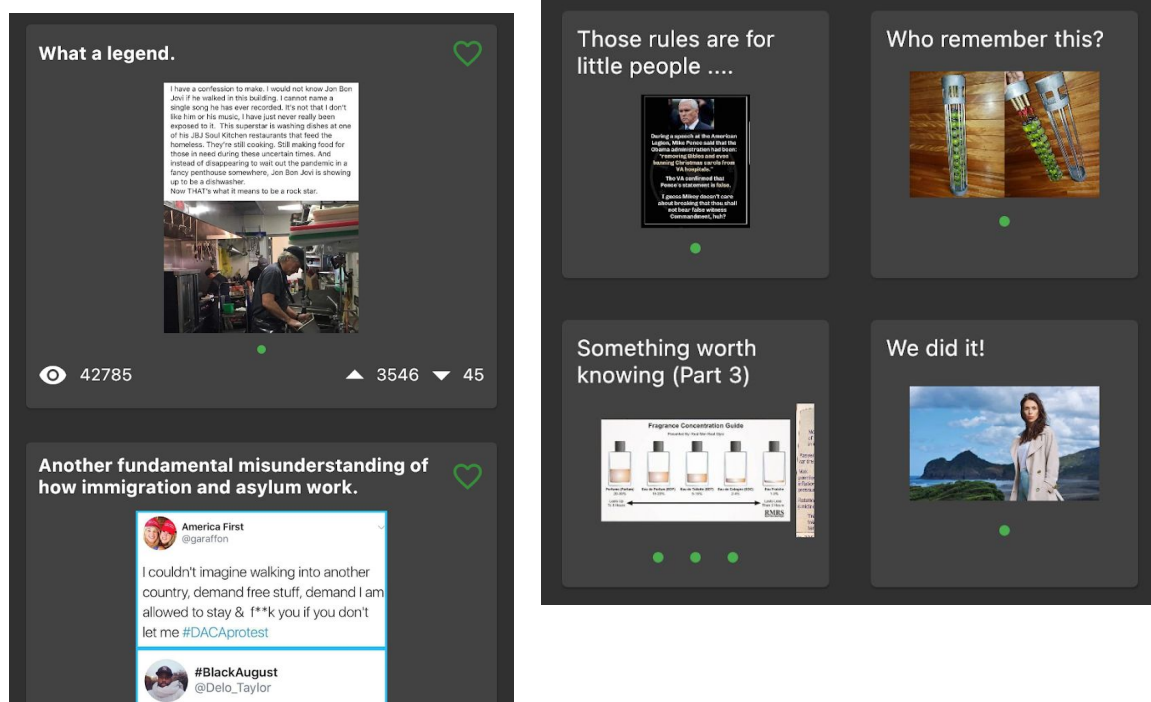 What a legend.
I have a confession to make. I would not know Jon Bon
Jovi if he walked in this building. I cannot name a
single song he has ever recorded. It's not that I don't
like him or his music, I have just never really been
exposed to it. This superstar is washing dishes at one
of his JBJ Soul Kitchen restaurants that feed the
homeless. They're still cooking. Still making food for
those in need during these uncertain times. And
instead of disappearing to wait out the pandemic in a
fancy penthouse somewhere, Jon Bon Jovi is showing
up to be a dishwasher.
Now THAT's what it means to be a rock star.
42785
3546
45
Another fundamental misunderstanding of
how immigration and asylum work.
America First
@garaffon
I couldn't imagine walking into another
country, demand free stuff, demand I am
allowed to stay & f**k you if you don't
let me #DACAprotest
#BlackAugust
@Delo_Taylor
Those rules are for
little people ....
During a speech at the American
Legion, Mike Pence said that the
Obama administration had been:
"removing Bibles and even
banning Christmas carols from
VA hospitals."
The VA confirmed that
Pence's statement is false.
I guess Mikey doesn't care
about breaking that thou shall
not bear false witness
Commandment, huh?
Who remember this?
Something worth
knowing (Part 3)
Fragrance Concentration Guide
RMRS
We did it!